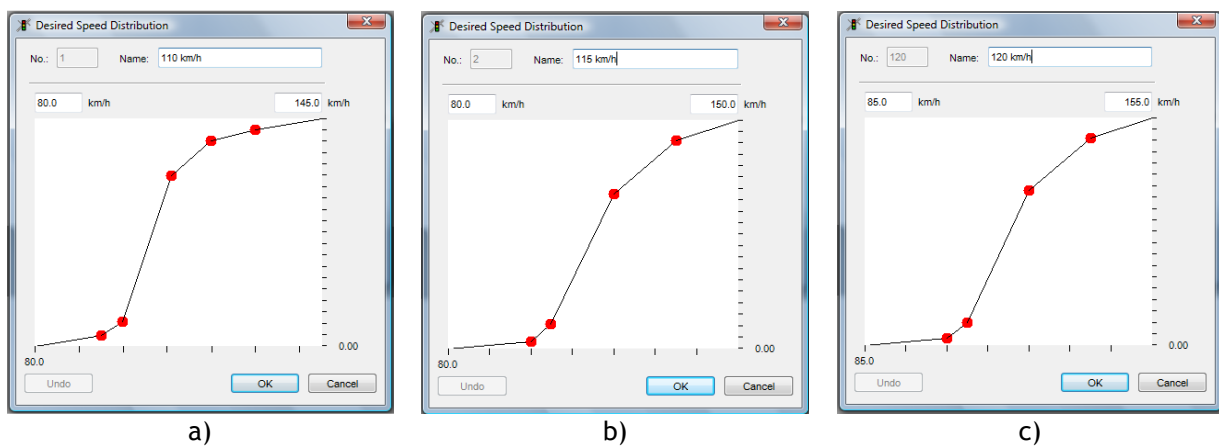 Desired Speed Distribution
No.: 1 Name: 110 km/h
80.0 km/h 145.0 km/h
0.00
80.0
Undo OK Cancel
a)
Desired Speed Distribution
No.: 2 Name: 115 km/h
80.0 km/h 150.0 km/h
0.00
80.0
Undo OK Cancel
b)
Desired Speed Distribution
No.: 120 Name: 120 km/h
85.0 km/h 155.0 km/h
0.00
85.0
Undo OK Cancel
c)